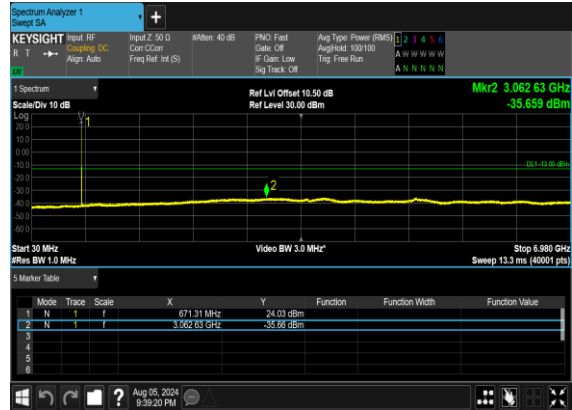 Spectrum Analyzer 1
Swept SA
+
KEYSIGHT Input: RF Input Z: 50 Ω #Atten: 40 dB PNO: Fast Avg Type: Power (RMS) 1 2 3 4 5 6
R T Coupling: DC Corr CCorr Gate: Off Avg|Hold: 100/100 A W W W W W
Align: Auto Freq Ref: Int (S) IF Gain: Low Trig: Free Run
Sig Track: Off A N N N N N
1 Spectrum
Scale/Div 10 dB Ref Lvl Offset 10.50 dB Mkr2 3.062 63 GHz
Ref Level 30.00 dBm -35.659 dBm
Log
1
20.0
10.0
0.00
-10.0
DL1 -13.00 dBm
-20.0
-30.0
2
-40.0
-50.0
-60.0
Start 30 MHz Video BW 3.0 MHz* Stop 6.980 GHz
#Res BW 1.0 MHz Sweep 13.3 ms (40001 pts)
5 Marker Table
Mode Trace Scale X Y Function Function Width Function Value
1 N 1 f 671.31 MHz 24.03 dBm
2 N 1 f 3.062 63 GHz -35.66 dBm
3
4
5
6
? Aug 05, 2024
9:39:20 PM